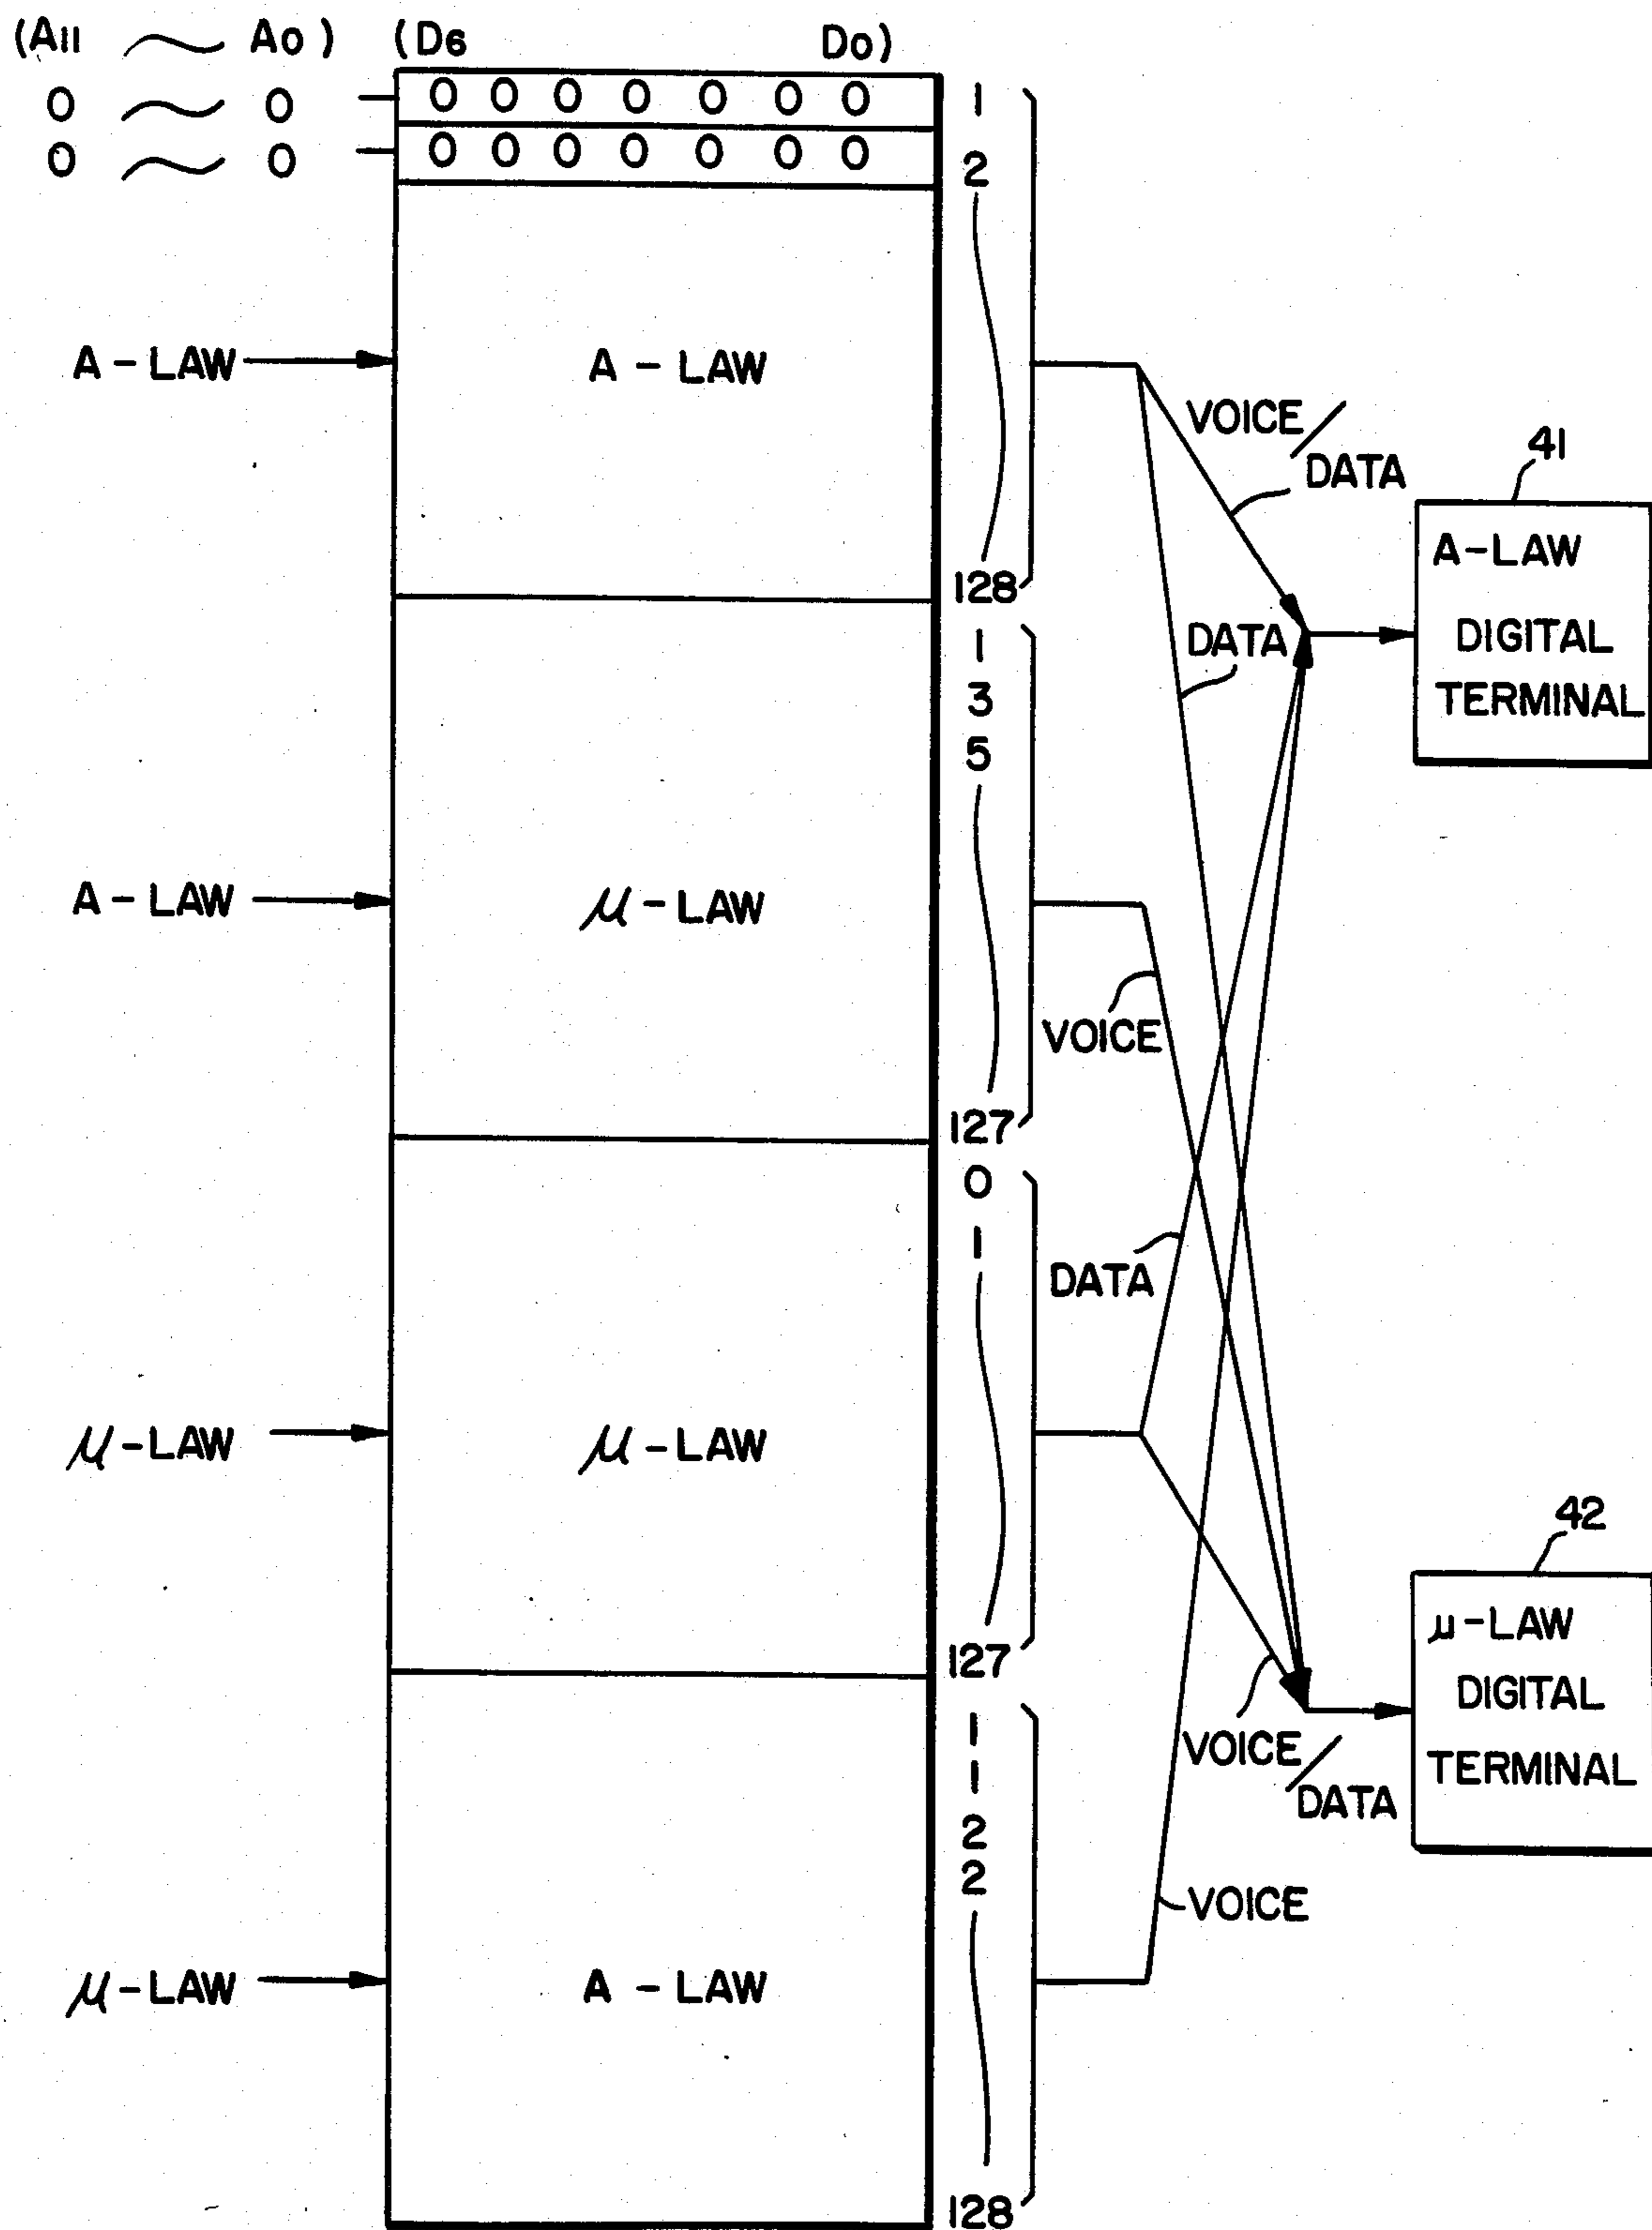 (A11 ~ A0) (D6 D0)
0 ~ 0 0 0 0 0 0 0 0 1
0 ~ 0 0 0 0 0 0 0 0 2
A-LAW A-LAW
VOICE/
DATA
41
A-LAW
DIGITAL
TERMINAL
128
DATA
1
3
5
A-LAW μ-LAW
VOICE
127
0
1
DATA
μ-LAW μ-LAW
42
μ-LAW
DIGITAL
TERMINAL
127
VOICE/
DATA
1
1
2
2
VOICE
μ-LAW A-LAW
128